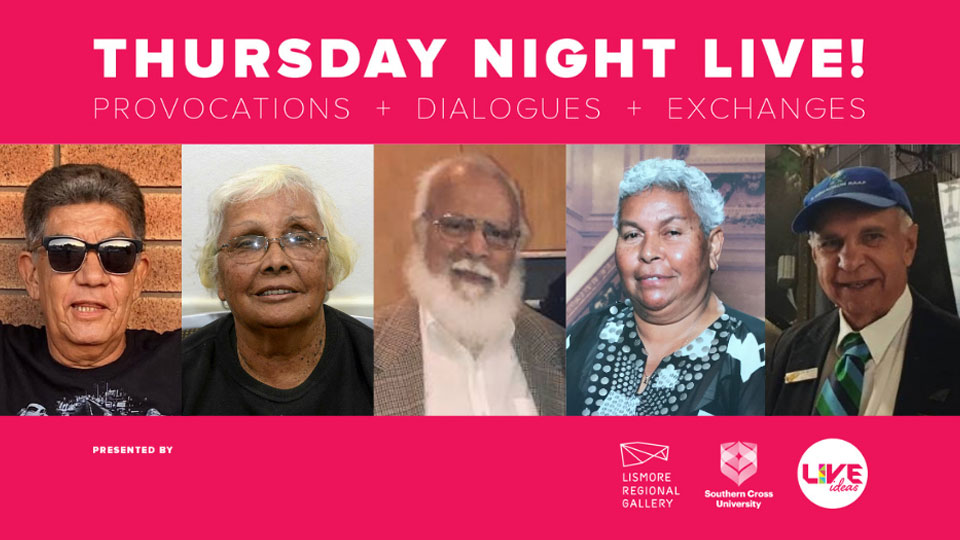 THURSDAY NIGHT LIVE!
PROVOCATIONS + DIALOGUES + EXCHANGES
PRESENTED BY
LISMORE
REGIONAL
GALLERY
Southern Cross
University
LIVE
ideas